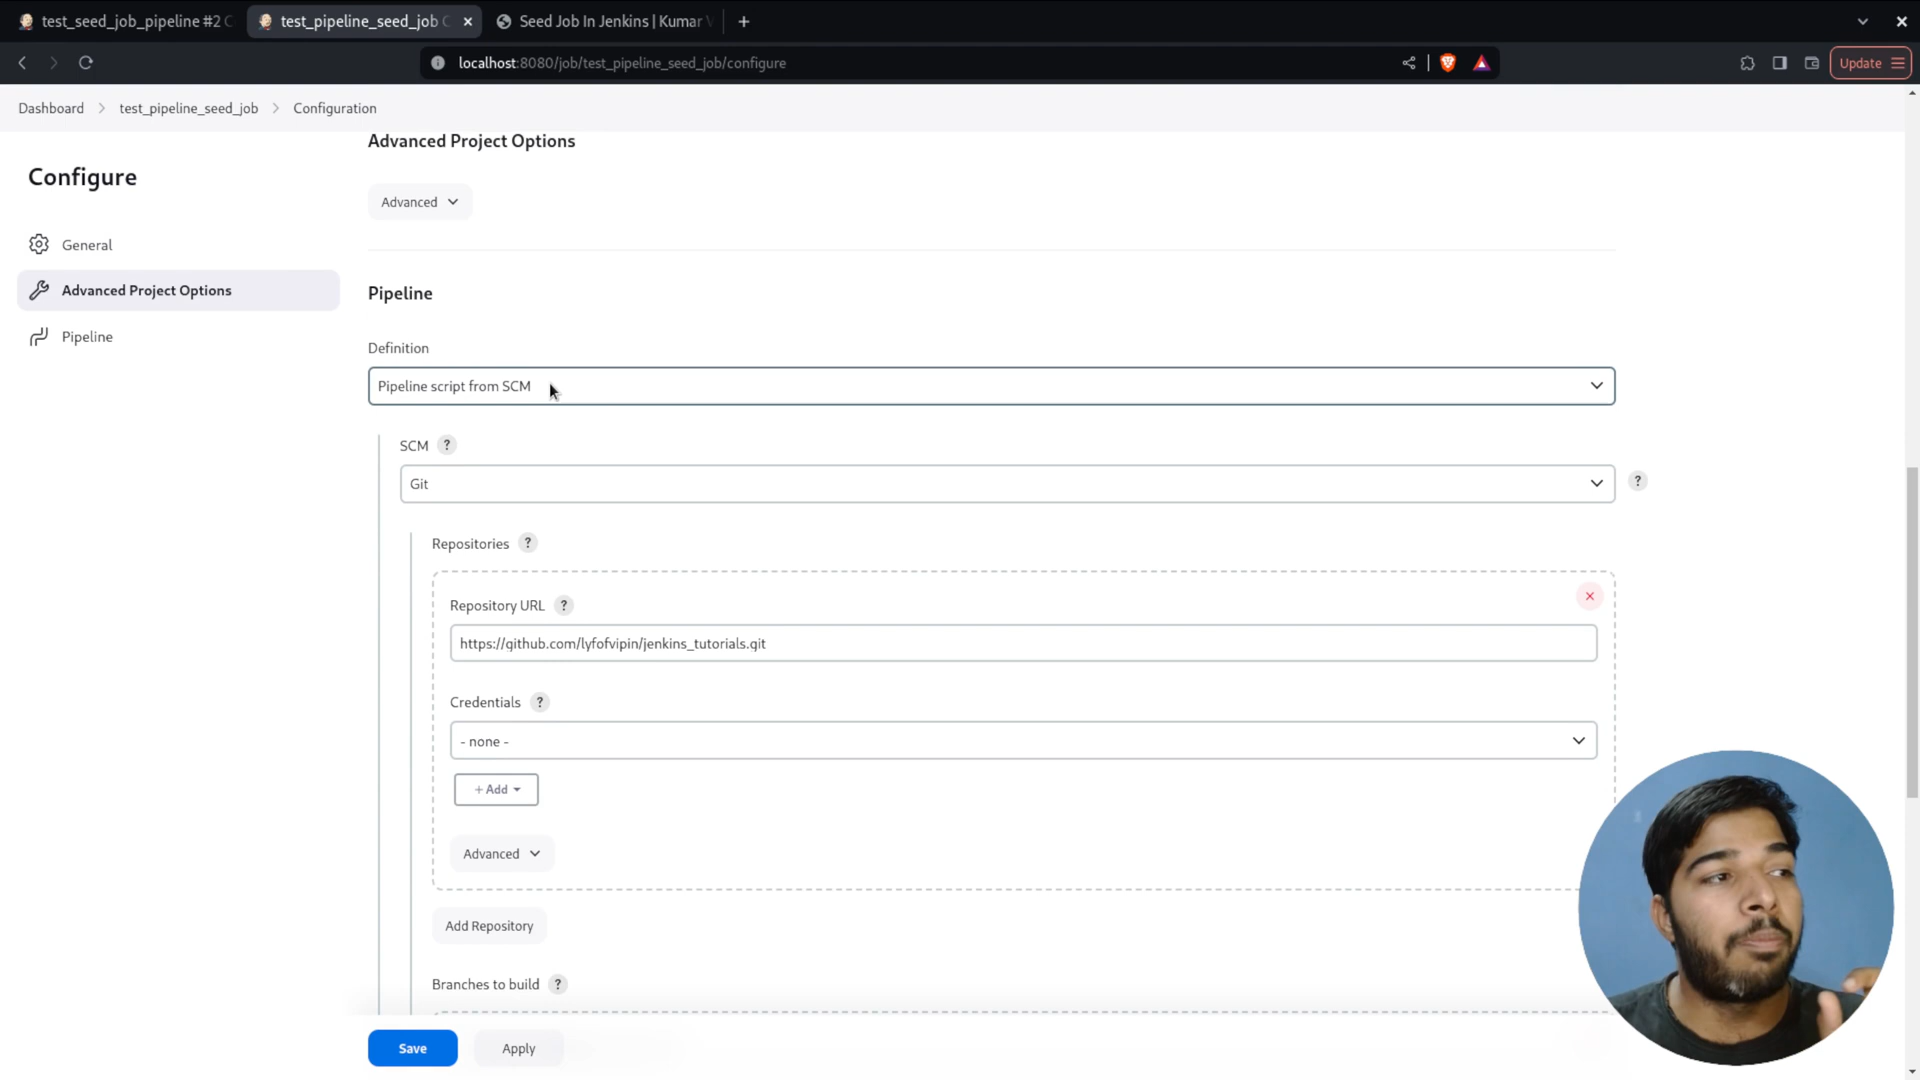 test_seed_job_pipeline #2 C
test_pipeline_seed_job C
Seed Job In Jenkins | Kumar V
localhost:8080/job/test_pipeline_seed_job/configure
Update
Dashboard
test_pipeline_seed_job
Configuration
Configure
General
Advanced Project Options
Pipeline
Advanced Project Options
Advanced
Pipeline
Definition
Pipeline script from SCM
SCM ?
Git
?
Repositories ?
Repository URL ?
https://github.com/lyfofvipin/jenkins_tutorials.git
Credentials ?
- none -
+ Add
Advanced
Add Repository
Branches to build ?
Save
Apply